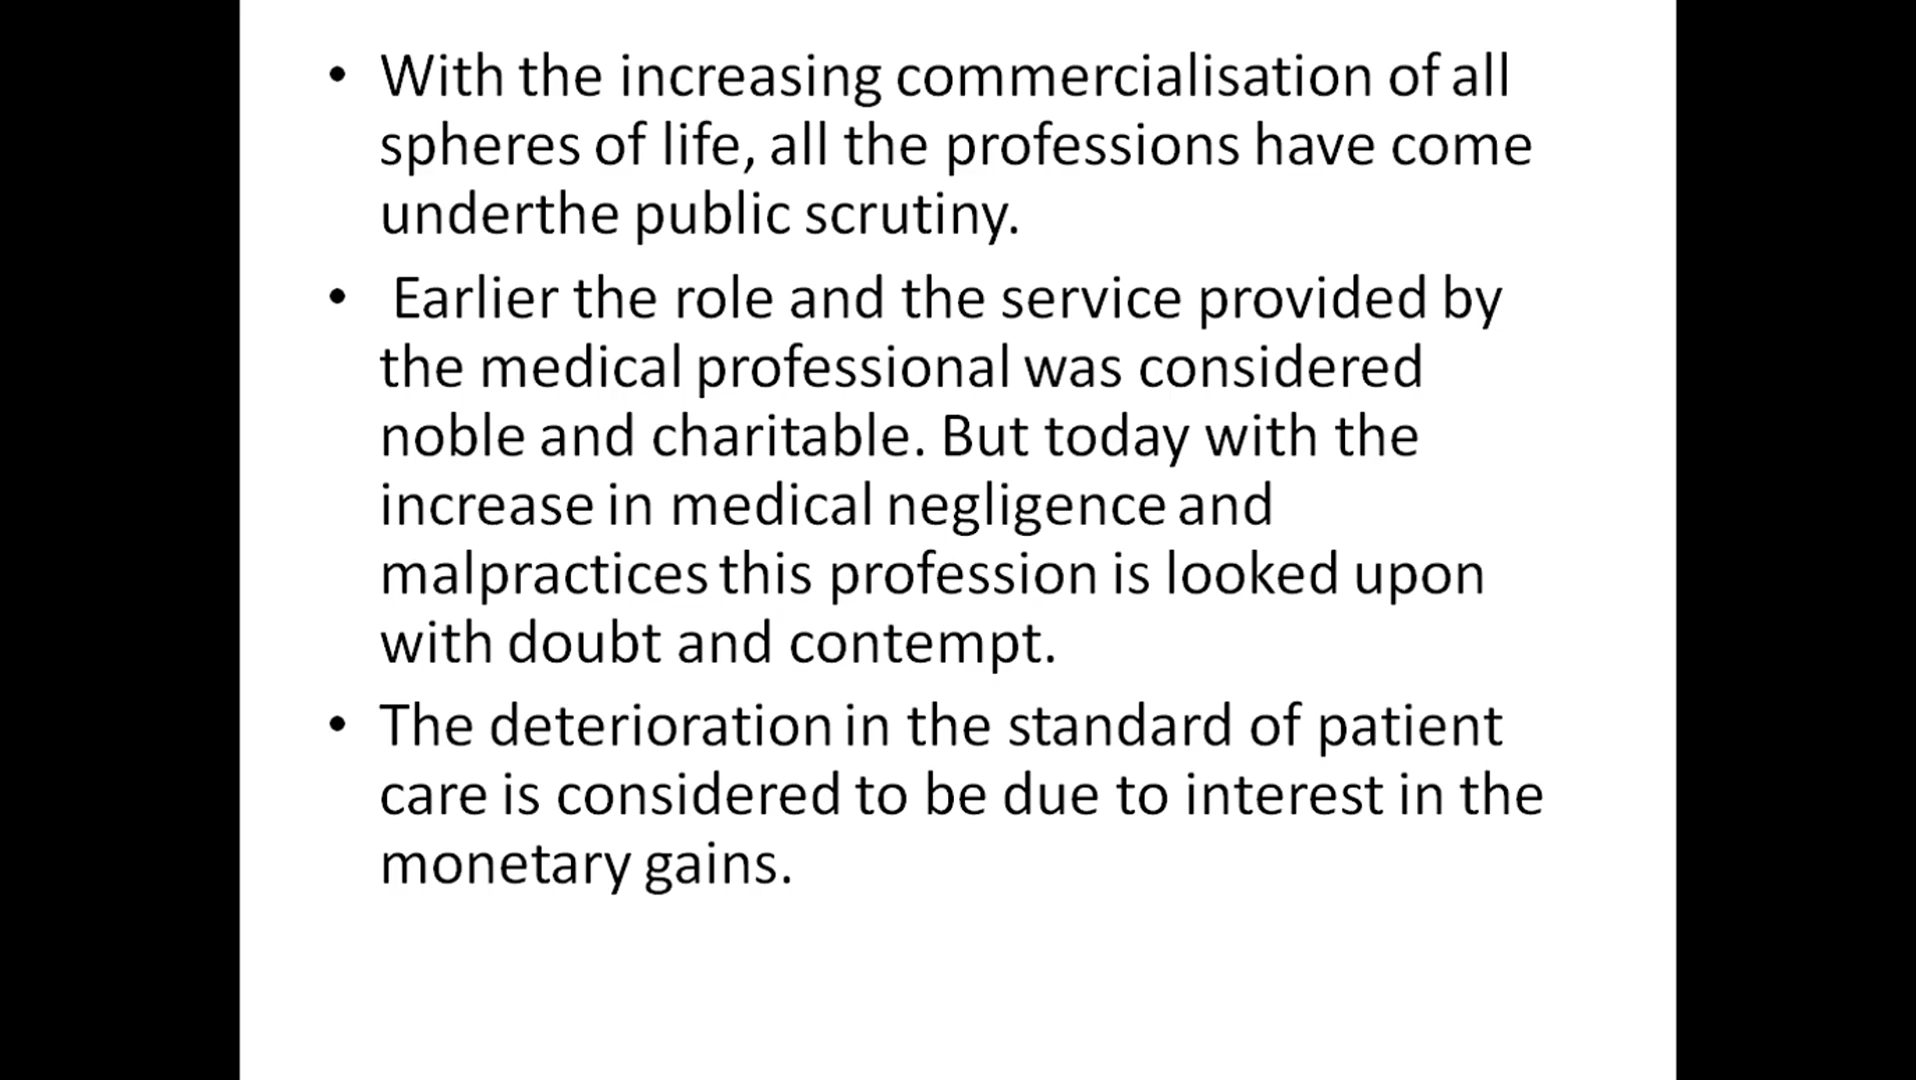 • With the increasing commercialisation of all
spheres of life, all the professions have come
underthe public scrutiny.
• Earlier the role and the service provided by
the medical professional was considered
noble and charitable. But today with the
increase in medical negligence and
malpractices this profession is looked upon
with doubt and contempt.
• The deterioration in the standard of patient
care is considered to be due to interest in the
monetary gains.